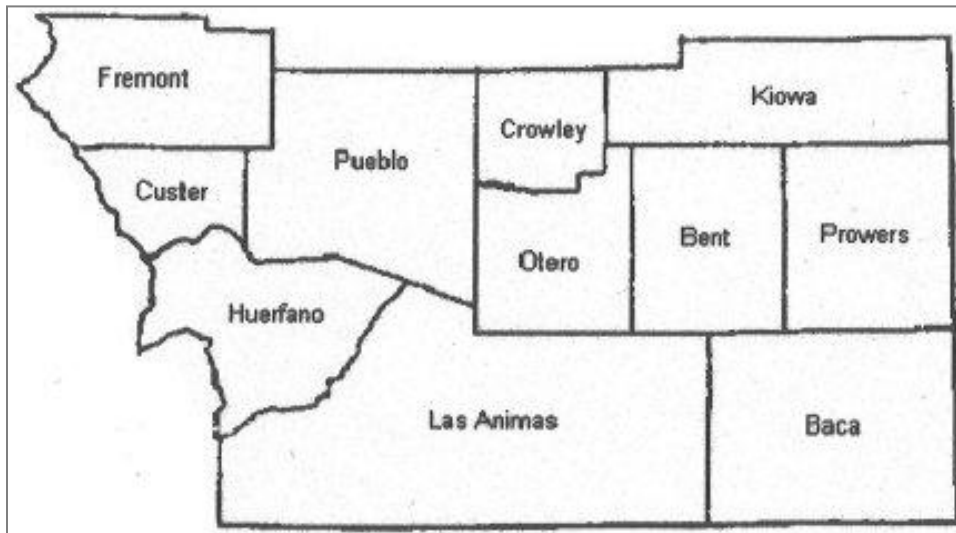 Fremont
Kiowa
Crowley
Pueblo
Custer
Bent
Prowers
Otero
Huerfano
Las Animas
Baca